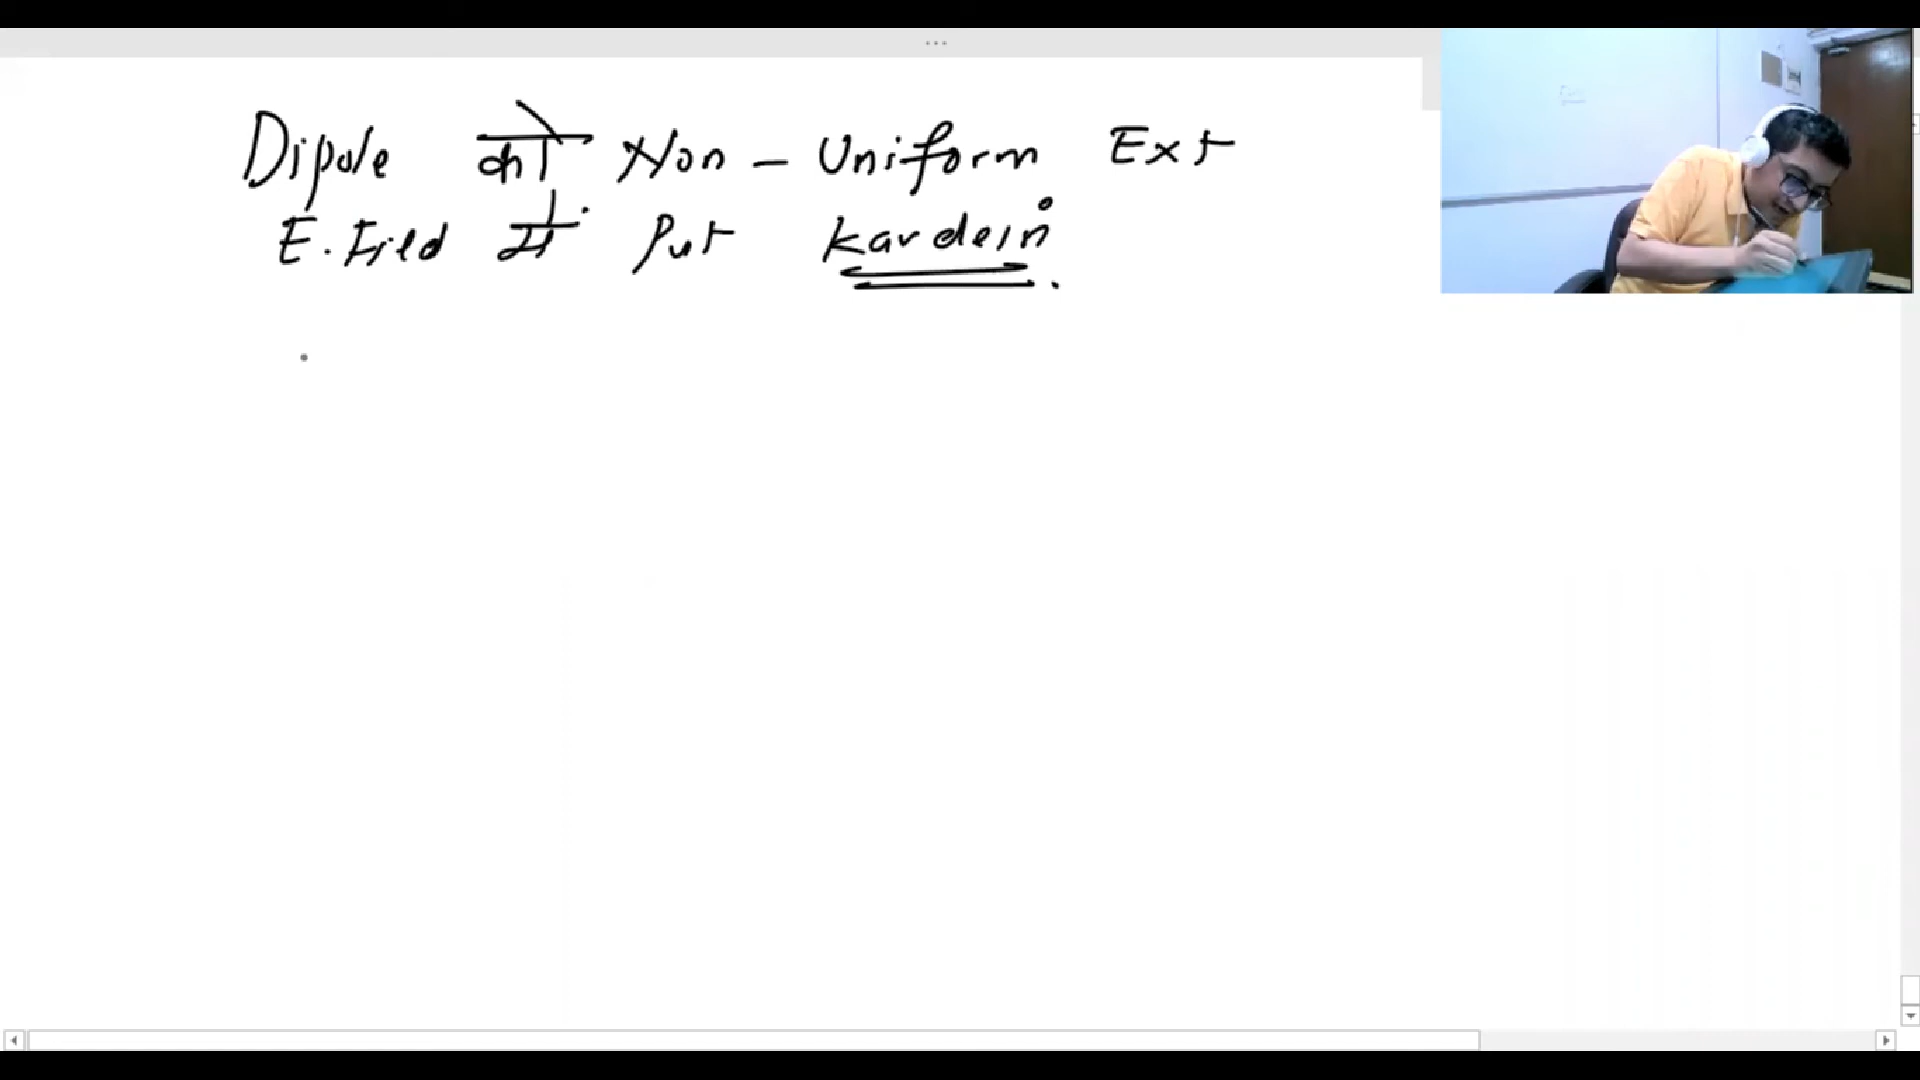 Dipole को Non - Uniform Ext
E. Field में Put kardein.